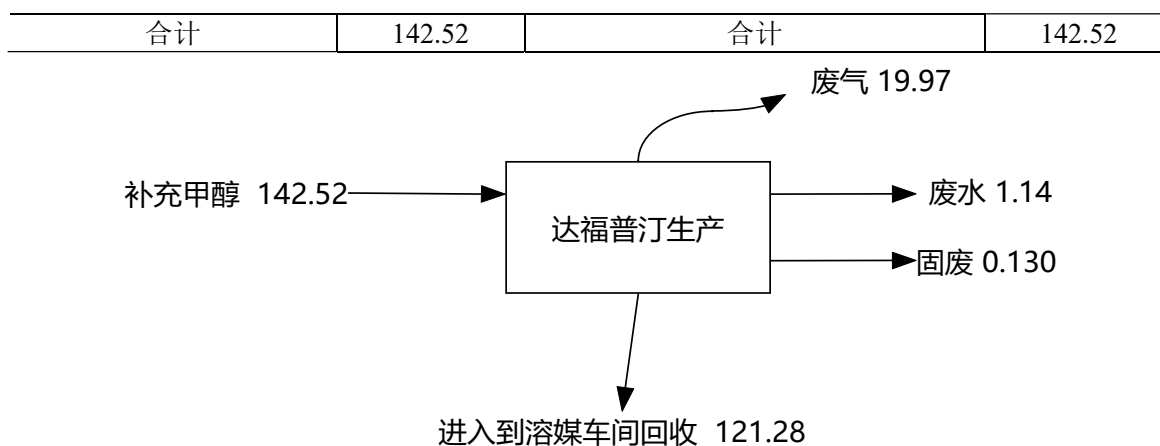 合计 142.52 合计 142.52
废气 19.97
补充甲醇 142.52
废水 1.14
达福普汀生产
固废 0.130
进入到溶媒车间回收 121.28